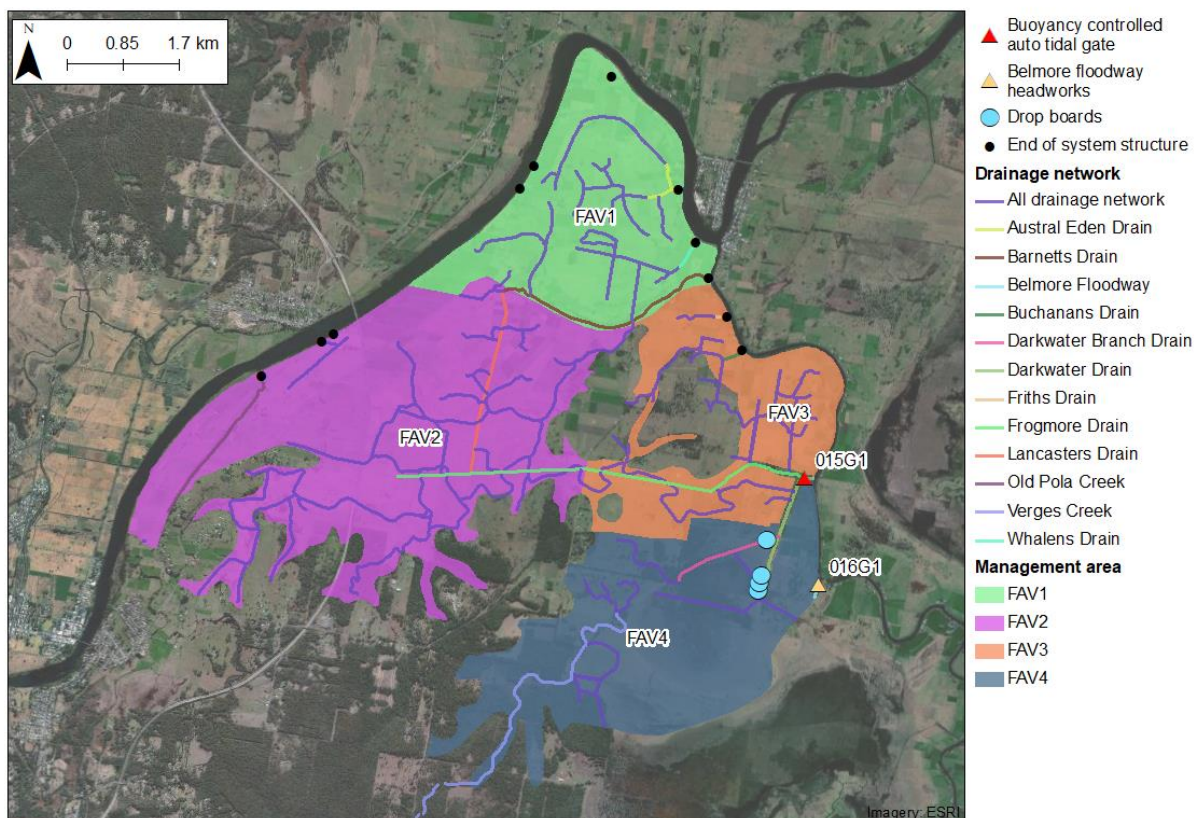 N
0 0.85 1.7 km
FAV1
FAV2
FAV3
015G1
016G1
FAV4
Imagery: ESRI
Buoyancy controlled
auto tidal gate
Belmore floodway
headworks
Drop boards
End of system structure
Drainage network
All drainage network
Austral Eden Drain
Barnetts Drain
Belmore Floodway
Buchanans Drain
Darkwater Branch Drain
Darkwater Drain
Friths Drain
Frogmore Drain
Lancasters Drain
Old Pola Creek
Verges Creek
Whalens Drain
Management area
FAV1
FAV2
FAV3
FAV4